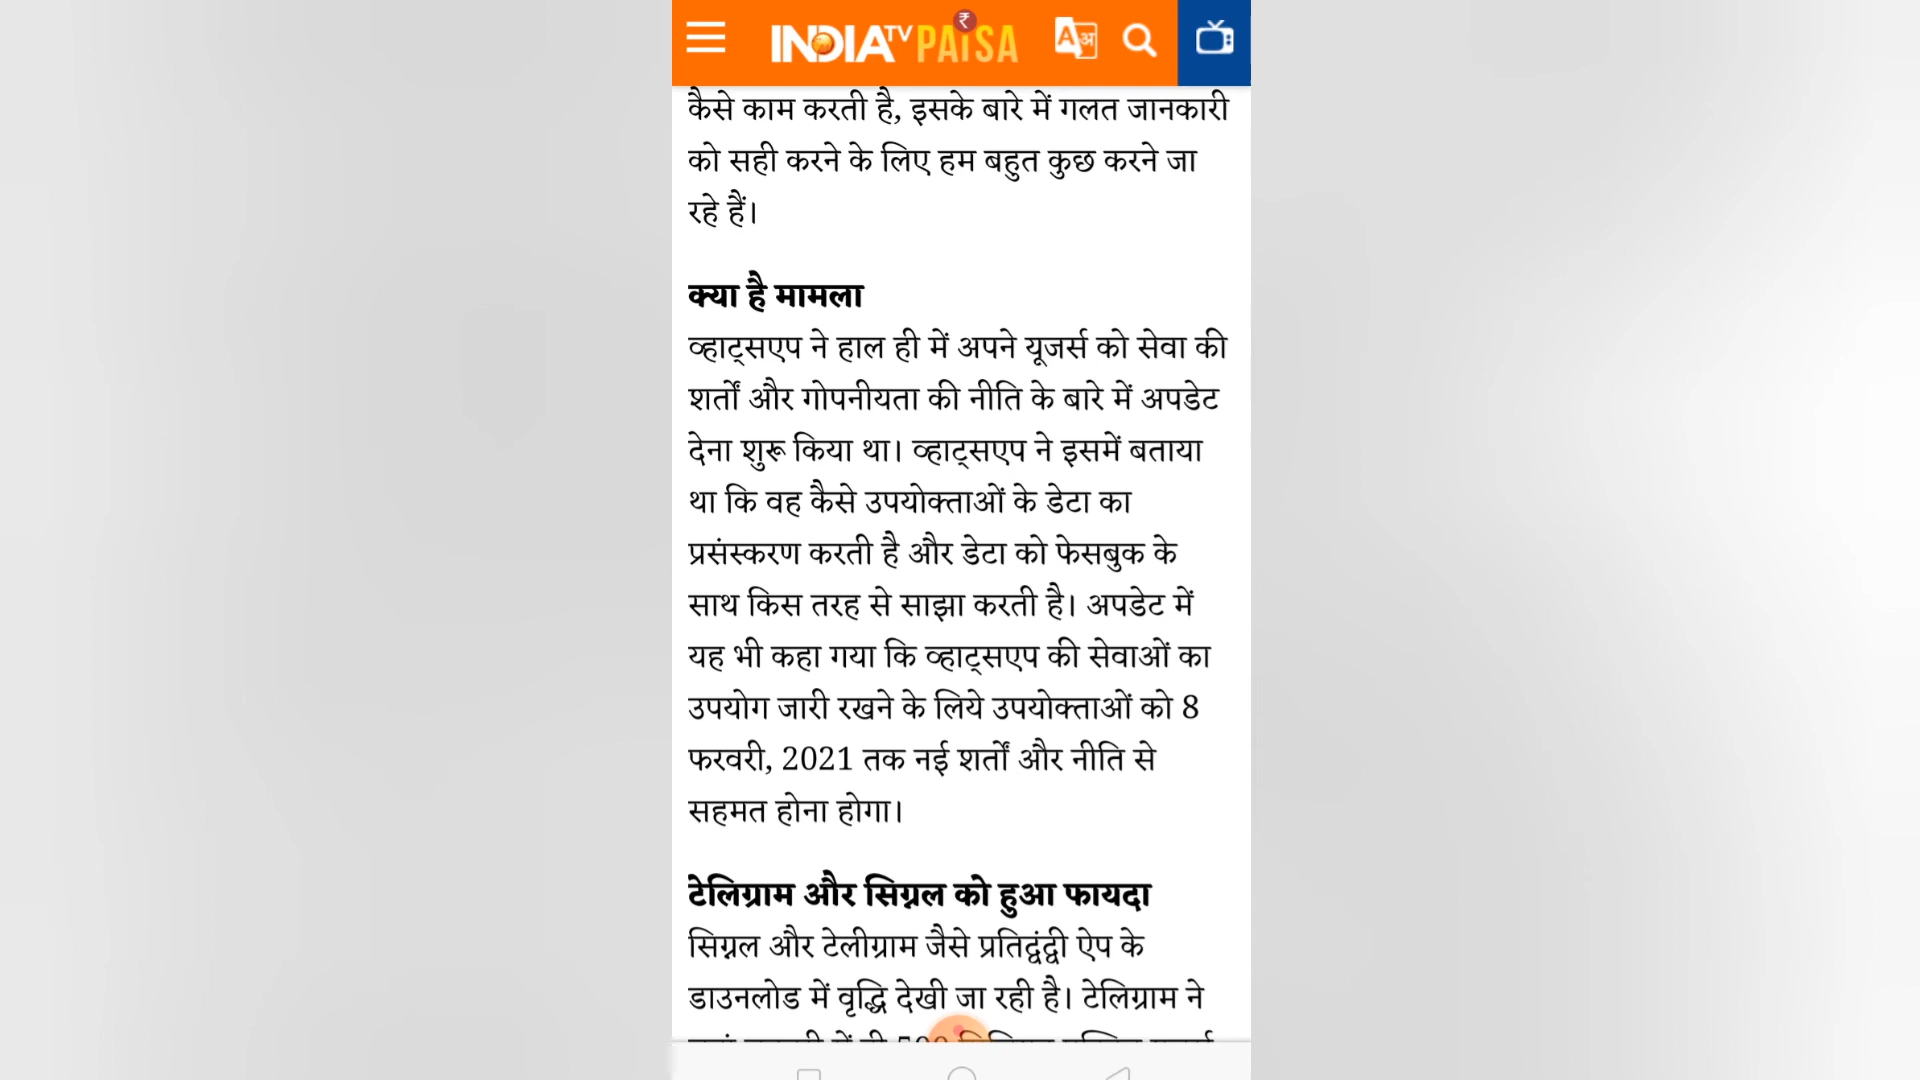 INDIA TV PAISA
कैसे काम करती है, इसके बारे में गलत जानकारी
को सही करने के लिए हम बहुत कुछ करने जा
रहे हैं।
क्या है मामला
व्हाट्सएप ने हाल ही में अपने यूजर्स को सेवा की
शर्तों और गोपनीयता की नीति के बारे में अपडेट
देना शुरू किया था। व्हाट्सएप ने इसमें बताया
था कि वह कैसे उपयोक्ताओं के डेटा का
प्रसंस्करण करती है और डेटा को फेसबुक के
साथ किस तरह से साझा करती है। अपडेट में
यह भी कहा गया कि व्हाट्सएप की सेवाओं का
उपयोग जारी रखने के लिये उपयोक्ताओं को 8
फरवरी, 2021 तक नई शर्तों और नीति से
सहमत होना होगा।
टेलिग्राम और सिग्नल को हुआ फायदा
सिग्नल और टेलीग्राम जैसे प्रतिद्वंद्वी ऐप के
डाउनलोड में वृद्धि देखी जा रही है। टेलिग्राम ने